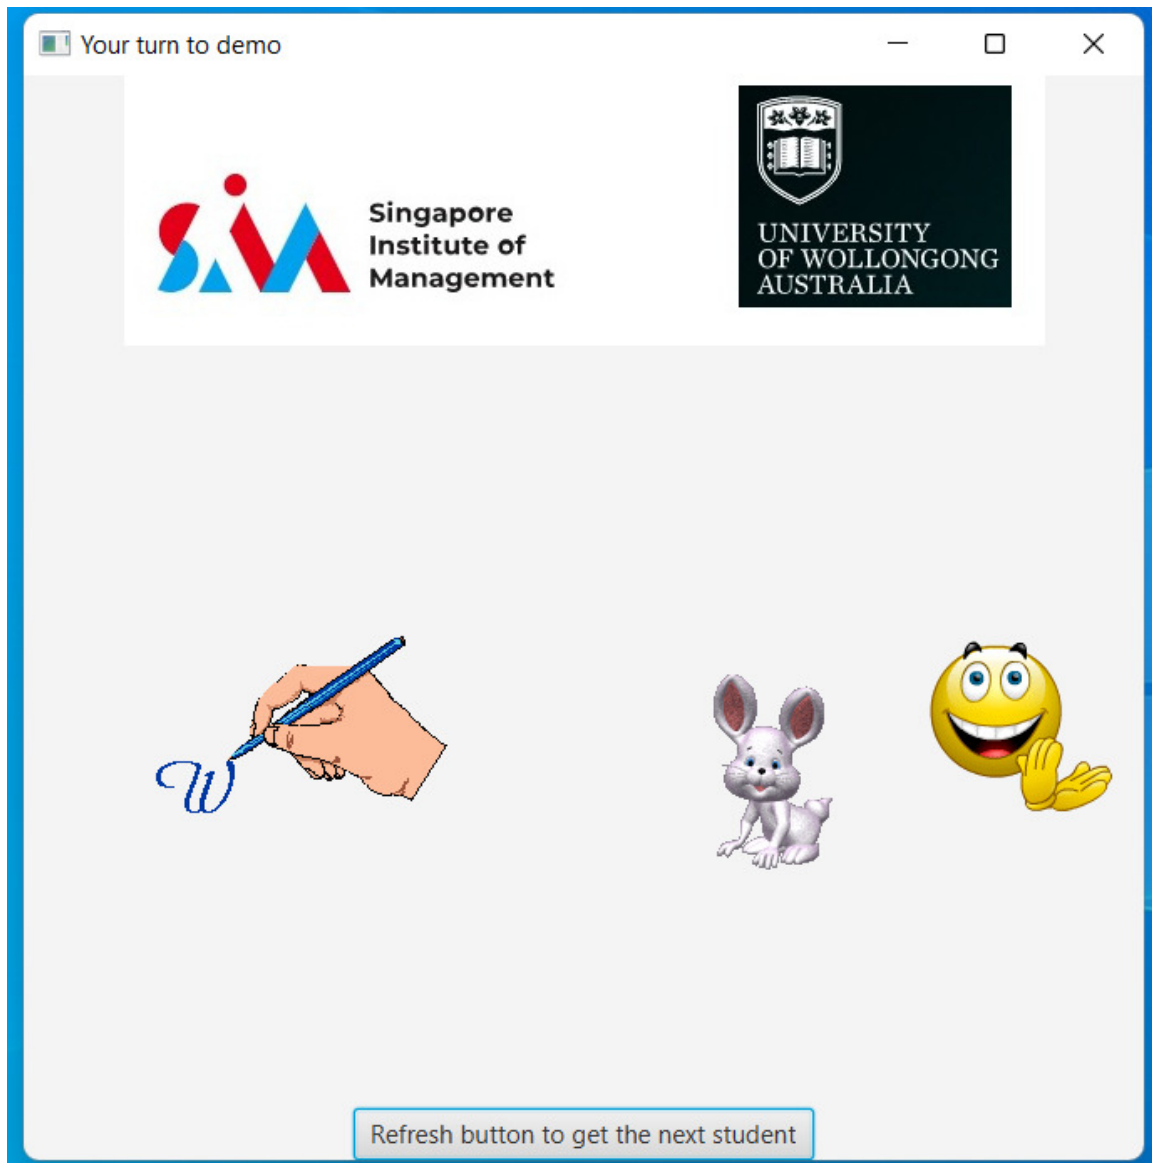 Your turn to demo
SiM
Singapore
Institute of
Management
UNIVERSITY
OF WOLLONGONG
AUSTRALIA
W
Refresh button to get the next student